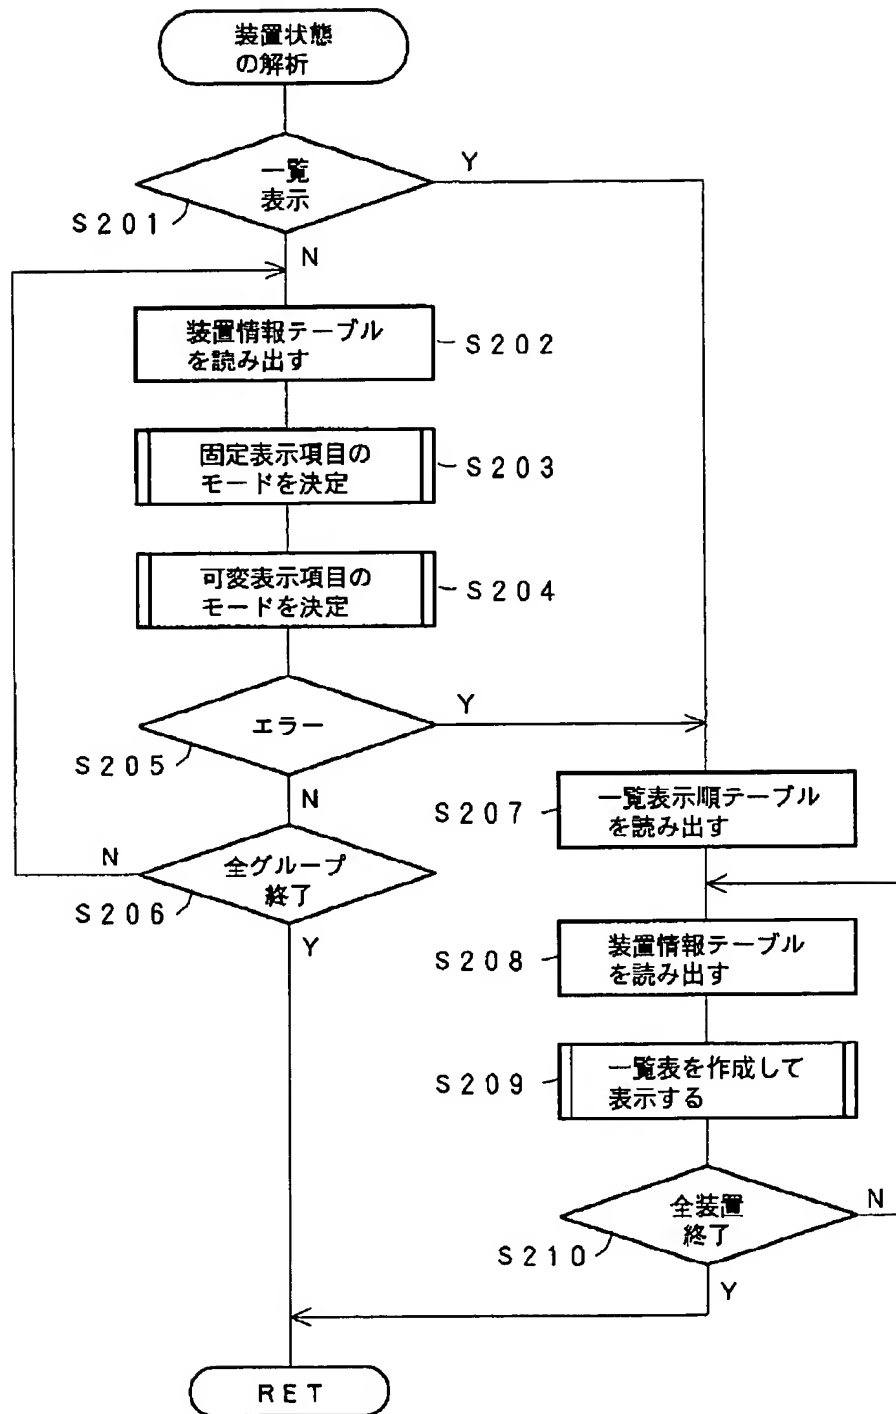 装置状態
の解析
一覧
表示
Y
S201
N
装置情報テーブル
を読み出す
S202
固定表示項目の
モードを決定
S203
可変表示項目の
モードを決定
S204
エラー
Y
S205
N
全グループ
終了
N
S206
Y
一覧表示順テーブル
を読み出す
S207
装置情報テーブル
を読み出す
S208
一覧表を作成して
表示する
S209
全装置
終了
N
S210
Y
RET